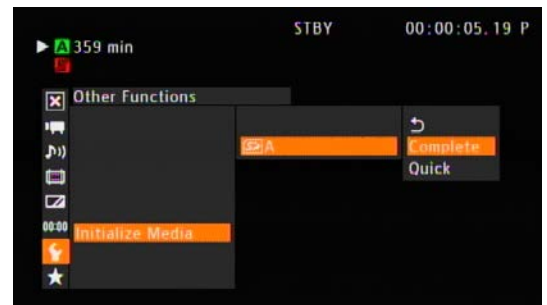 STBY 00:00:05.19 P
A 359 min
Other Functions
A
Complete
Quick
00:00
Initialize Media